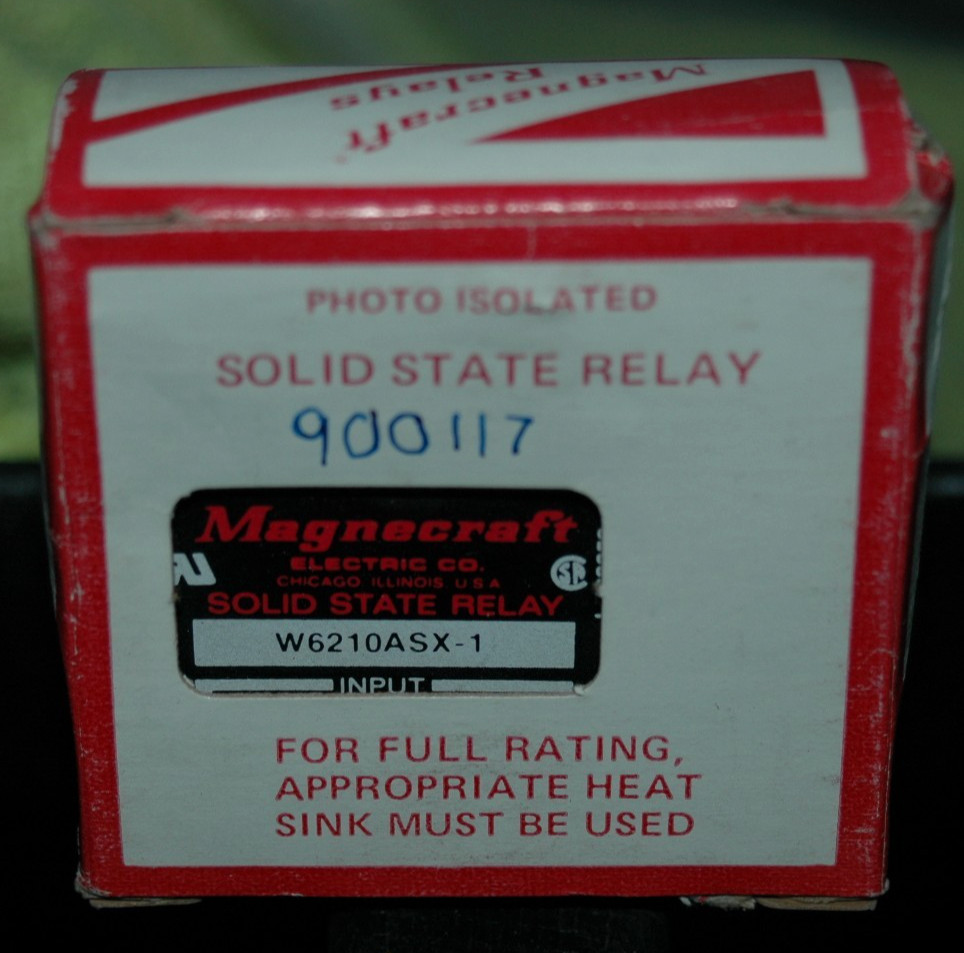 Magnecraft
Relays
PHOTO ISOLATED
SOLID STATE RELAY
900117
Magnecraft
ELECTRIC CO.
CHICAGO ILLINOIS U S A
SOLID STATE RELAY
W6210ASX-1
INPUT
FOR FULL RATING,
APPROPRIATE HEAT
SINK MUST BE USED